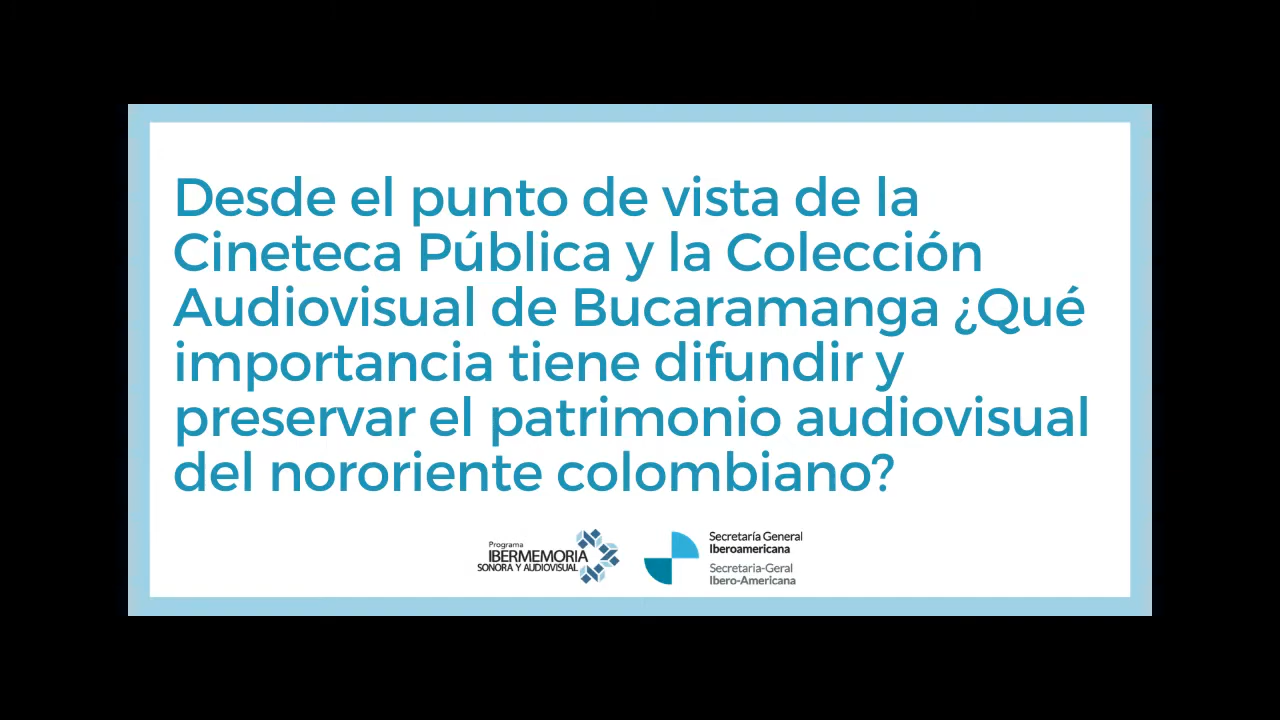 Desde el punto de vista de la
Cineteca Pública y la Colección
Audiovisual de Bucaramanga ¿Qué
importancia tiene difundir y
preservar el patrimonio audiovisual
del nororiente colombiano?
Programa
IBERMEMORIA
SONORA Y AUDIOVISUAL
Secretaría General
Iberoamericana
Secretaria-Geral
Ibero-Americana